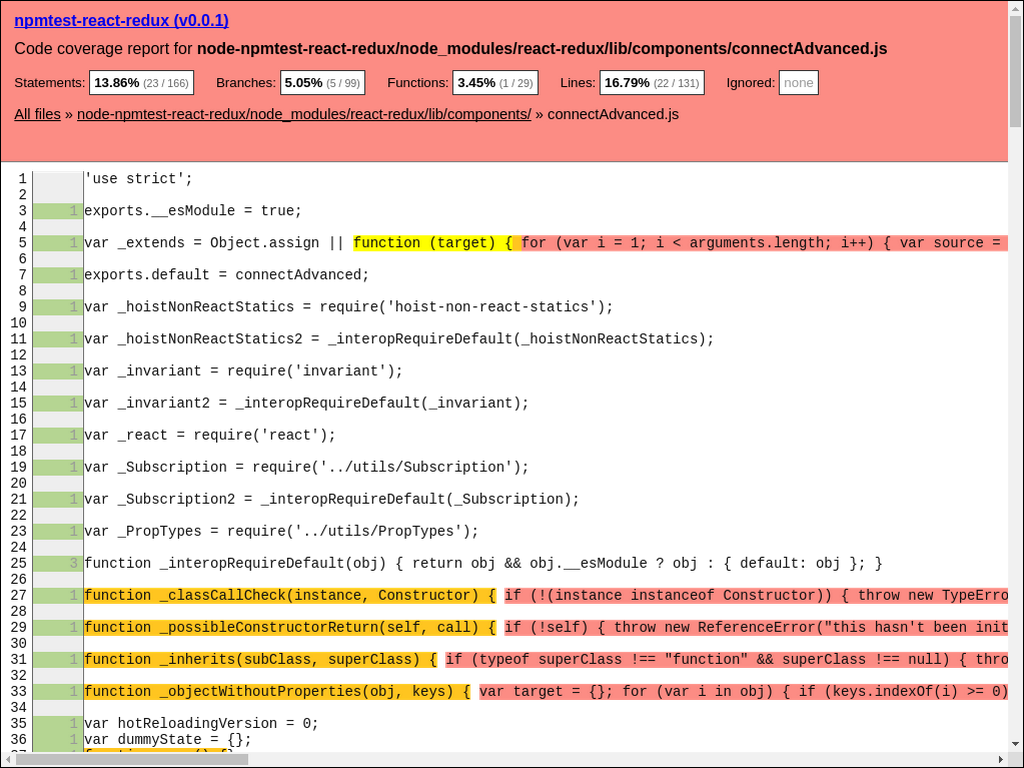 npmtest-react-redux (v0.0.1)
Code coverage report for node-npmtest-react-redux/node_modules/react-redux/lib/components/connectAdvanced.js
Statements: 13.86% (23 / 166) Branches: 5.05% (5 / 99) Functions: 3.45% (1 / 29) Lines: 16.79% (22 / 131) Ignored: none
All files » node-npmtest-react-redux/node_modules/react-redux/lib/components/ » connectAdvanced.js
1 'use strict';
2
3 1 exports.__esModule = true;
4
5 1 var _extends = Object.assign || function (target) { for (var i = 1; i < arguments.length; i++) { var source =
6
7 1 exports.default = connectAdvanced;
8
9 1 var _hoistNonReactStatics = require('hoist-non-react-statics');
10
11 1 var _hoistNonReactStatics2 = _interopRequireDefault(_hoistNonReactStatics);
12
13 1 var _invariant = require('invariant');
14
15 1 var _invariant2 = _interopRequireDefault(_invariant);
16
17 1 var _react = require('react');
18
19 1 var _Subscription = require('../utils/Subscription');
20
21 1 var _Subscription2 = _interopRequireDefault(_Subscription);
22
23 1 var _PropTypes = require('../utils/PropTypes');
24
25 3 function _interopRequireDefault(obj) { return obj && obj.__esModule ? obj : { default: obj }; }
26
27 1 function _classCallCheck(instance, Constructor) { if (!(instance instanceof Constructor)) { throw new TypeErro
28
29 1 function _possibleConstructorReturn(self, call) { if (!self) { throw new ReferenceError("this hasn't been init
30
31 1 function _inherits(subClass, superClass) { if (typeof superClass !== "function" && superClass !== null) { thro
32
33 1 function _objectWithoutProperties(obj, keys) { var target = {}; for (var i in obj) { if (keys.indexOf(i) >= 0)
34
35 1 var hotReloadingVersion = 0;
36 1 var dummyState = {};